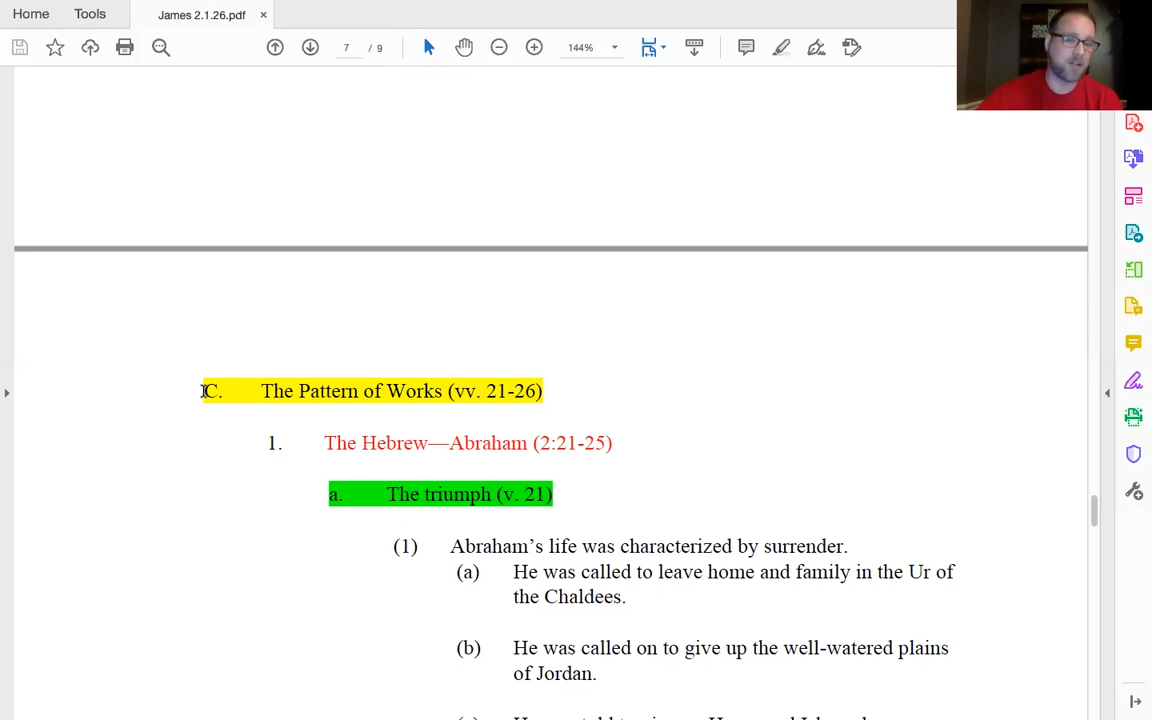 Home Tools James 2.1.26.pdf ×
7 / 9 144%
C. The Pattern of Works (vv. 21-26)
1. The Hebrew—Abraham (2:21-25)
a. The triumph (v. 21)
(1) Abraham’s life was characterized by surrender.
(a) He was called to leave home and family in the Ur of
the Chaldees.
(b) He was called on to give up the well-watered plains
of Jordan.